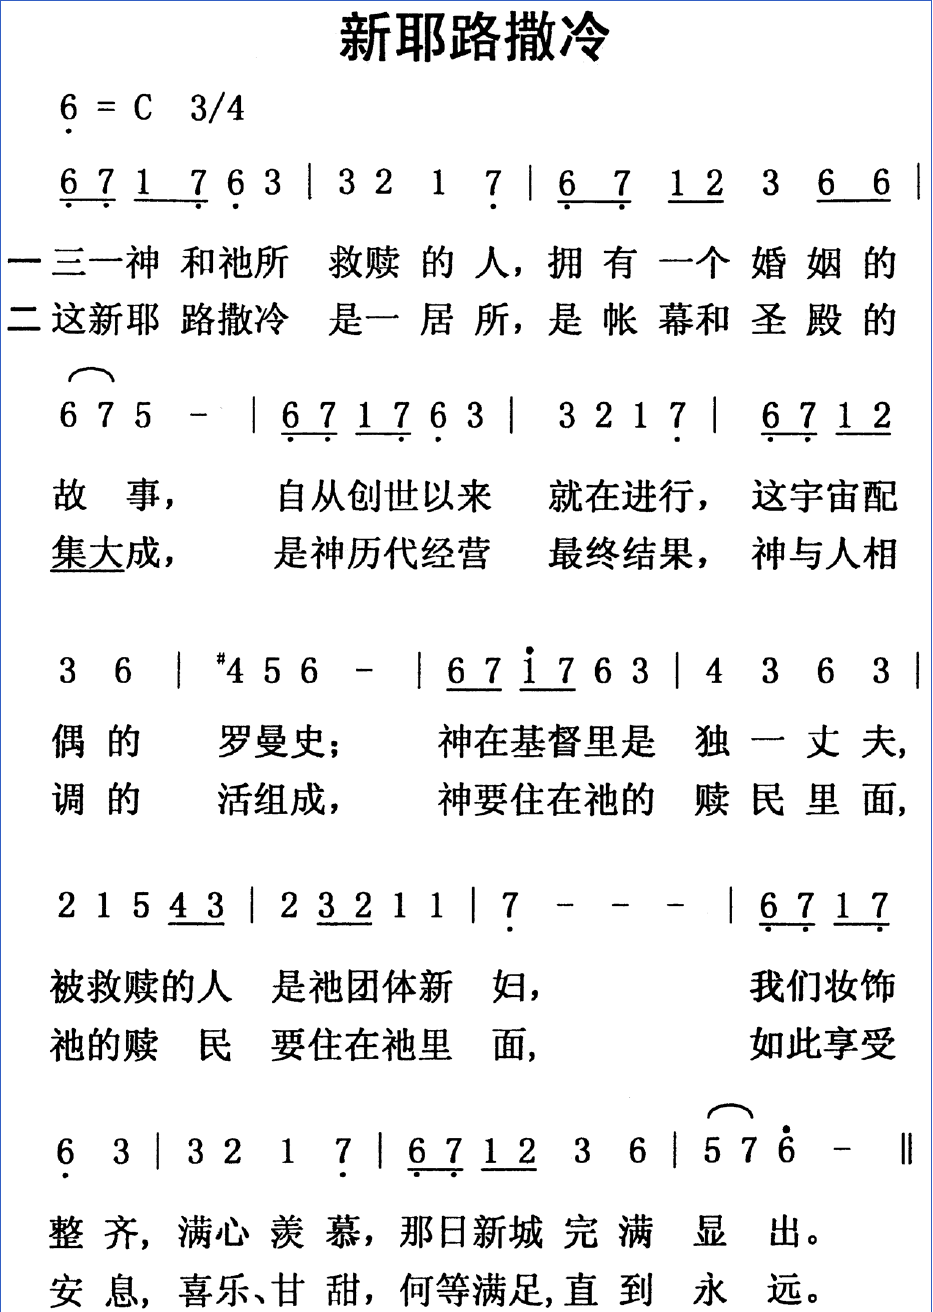 新耶路撒冷
6 = C 3/4
6 7 1 7 6 3 | 3 2 1 7 | 6 7 1 2 3 6 6 |
一三一神 和祂所 救赎的人，拥有一个婚姻的
二这新耶 路撒冷 是一居所，是帐幕和圣殿的
6 7 5 - | 6 7 1 7 6 3 | 3 2 1 7 | 6 7 1 2
故 事， 自从创世以来 就在进行，这宇宙配
集大成， 是神历代经营 最终结果，神与人相
3 6 | #4 5 6 - | 6 7 1 7 6 3 | 4 3 6 3 |
偶的 罗曼史； 神在基督里是 独一丈夫，
调的 活组成， 神要住在祂的 赎民里面，
2 1 5 4 3 | 2 3 2 1 1 | 7 - - - | 6 7 1 7
被救赎的人 是祂团体新 妇， 我们妆饰
祂的赎 民 要住在祂里 面， 如此享受
6 3 | 3 2 1 7 | 6 7 1 2 3 6 | 5 7 6 - ‖
整齐，满心羡慕，那日新城完满 显 出。
安息，喜乐、甘甜，何等满足，直到 永 远。